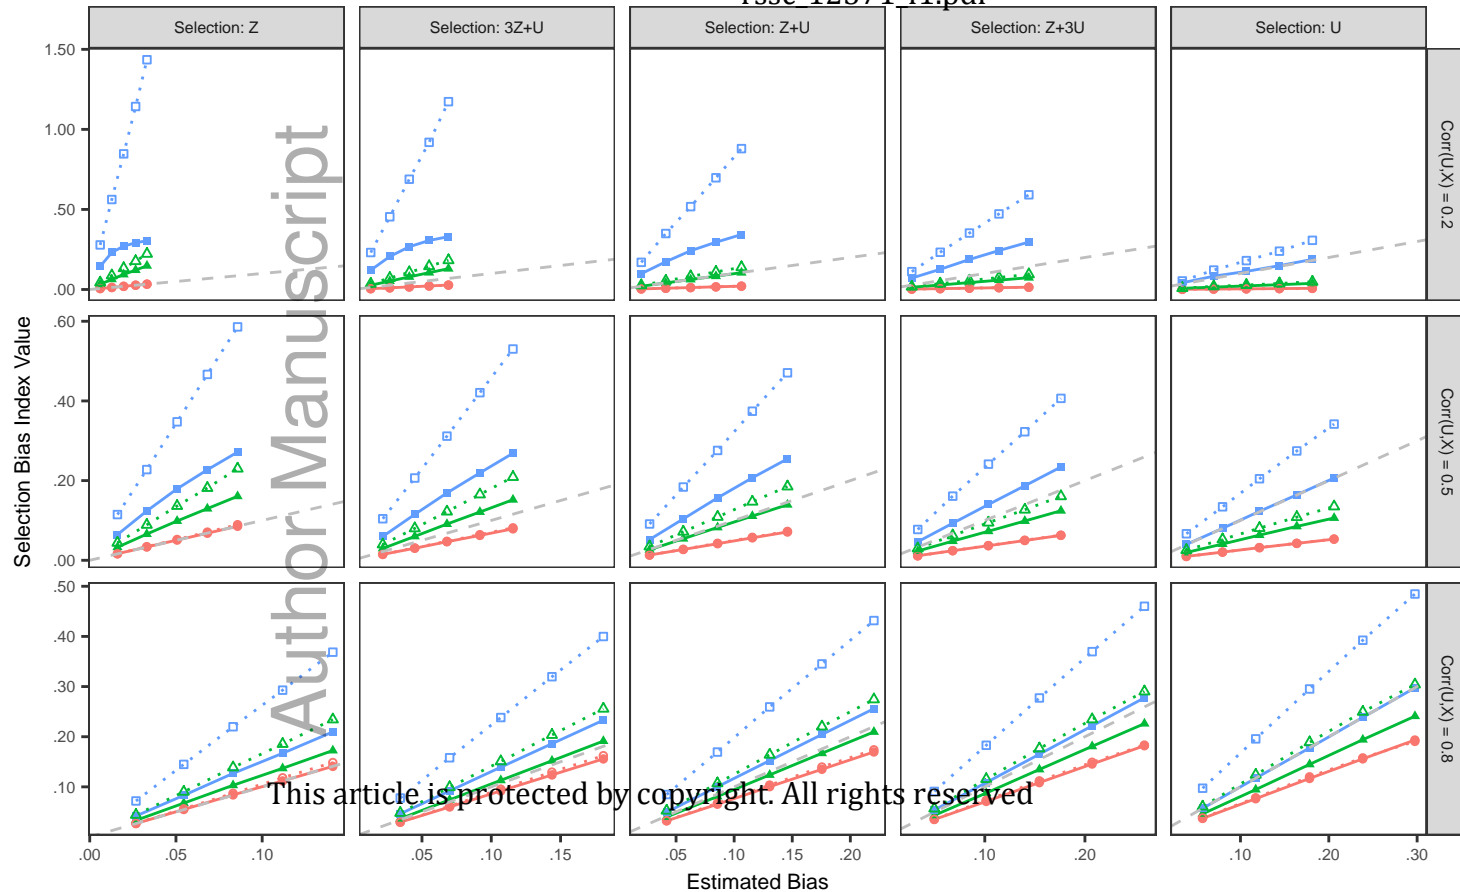 rssc_12371_f1.pdf
Selection: Z
Selection: 3Z+U
Selection: Z+U
Selection: Z+3U
Selection: U
1.50
1.00
.50
.00
Corr(U,X) = 0.2
.60
.40
.20
.00
Corr(U,X) = 0.5
.50
.40
.30
.20
.10
Corr(U,X) = 0.8
Selection Bias Index Value
Author Manuscript
This article is protected by copyright. All rights reserved
.00 .05 .10
.05 .10 .15
.05 .10 .15 .20
.10 .20
.10 .20 .30
Estimated Bias